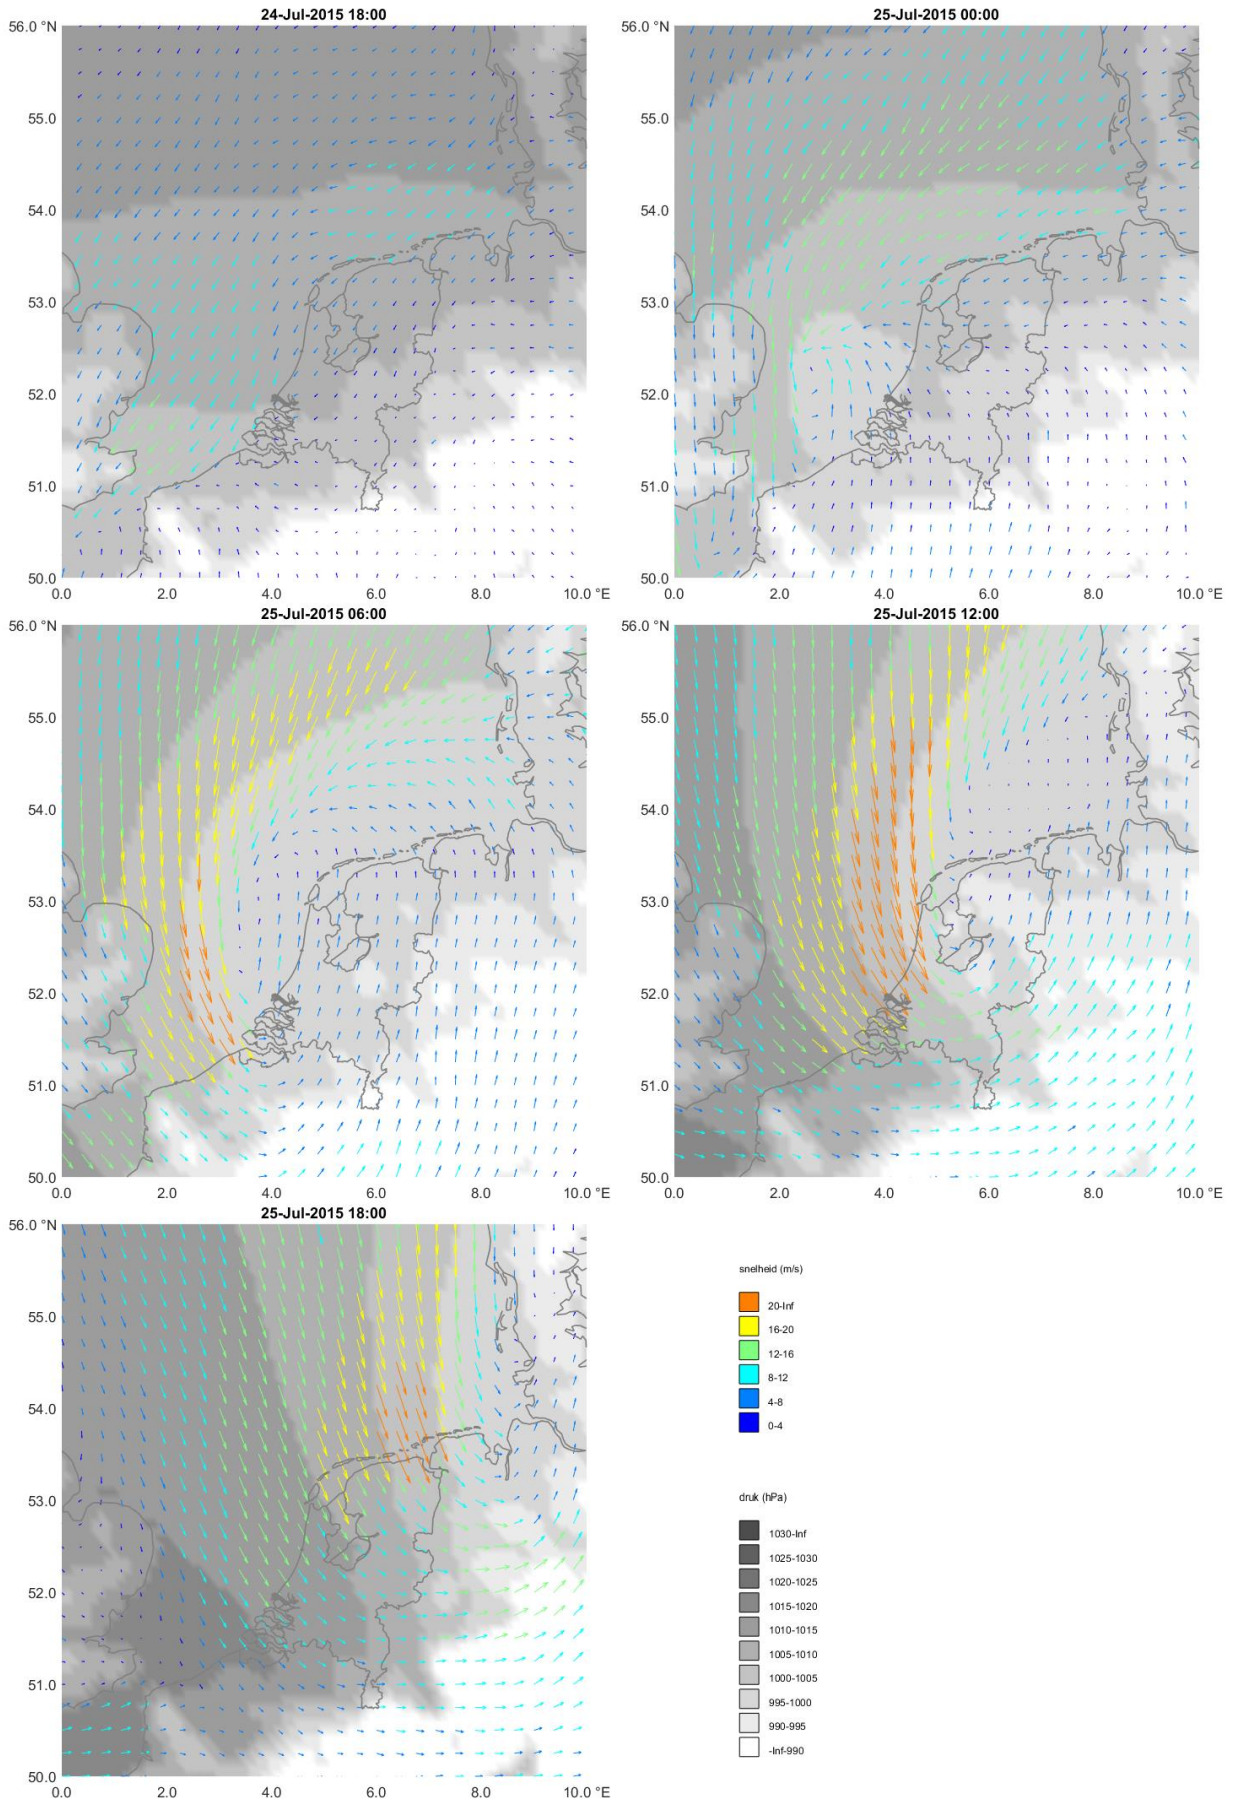 24-Jul-2015 18:00
25-Jul-2015 00:00
56.0 °N
55.0
54.0
53.0
52.0
51.0
50.0
0.0 2.0 4.0 6.0 8.0 10.0 °E
56.0 °N
55.0
54.0
53.0
52.0
51.0
50.0
0.0 2.0 4.0 6.0 8.0 10.0 °E
25-Jul-2015 06:00
25-Jul-2015 12:00
56.0 °N
55.0
54.0
53.0
52.0
51.0
50.0
0.0 2.0 4.0 6.0 8.0 10.0 °E
56.0 °N
55.0
54.0
53.0
52.0
51.0
50.0
0.0 2.0 4.0 6.0 8.0 10.0 °E
25-Jul-2015 18:00
56.0 °N
55.0
54.0
53.0
52.0
51.0
50.0
0.0 2.0 4.0 6.0 8.0 10.0 °E
snelheid (m/s)
20-Inf
16-20
12-16
8-12
4-8
0-4
druk (hPa)
1030-Inf
1025-1030
1020-1025
1015-1020
1010-1015
1005-1010
1000-1005
995-1000
990-995
-Inf-990